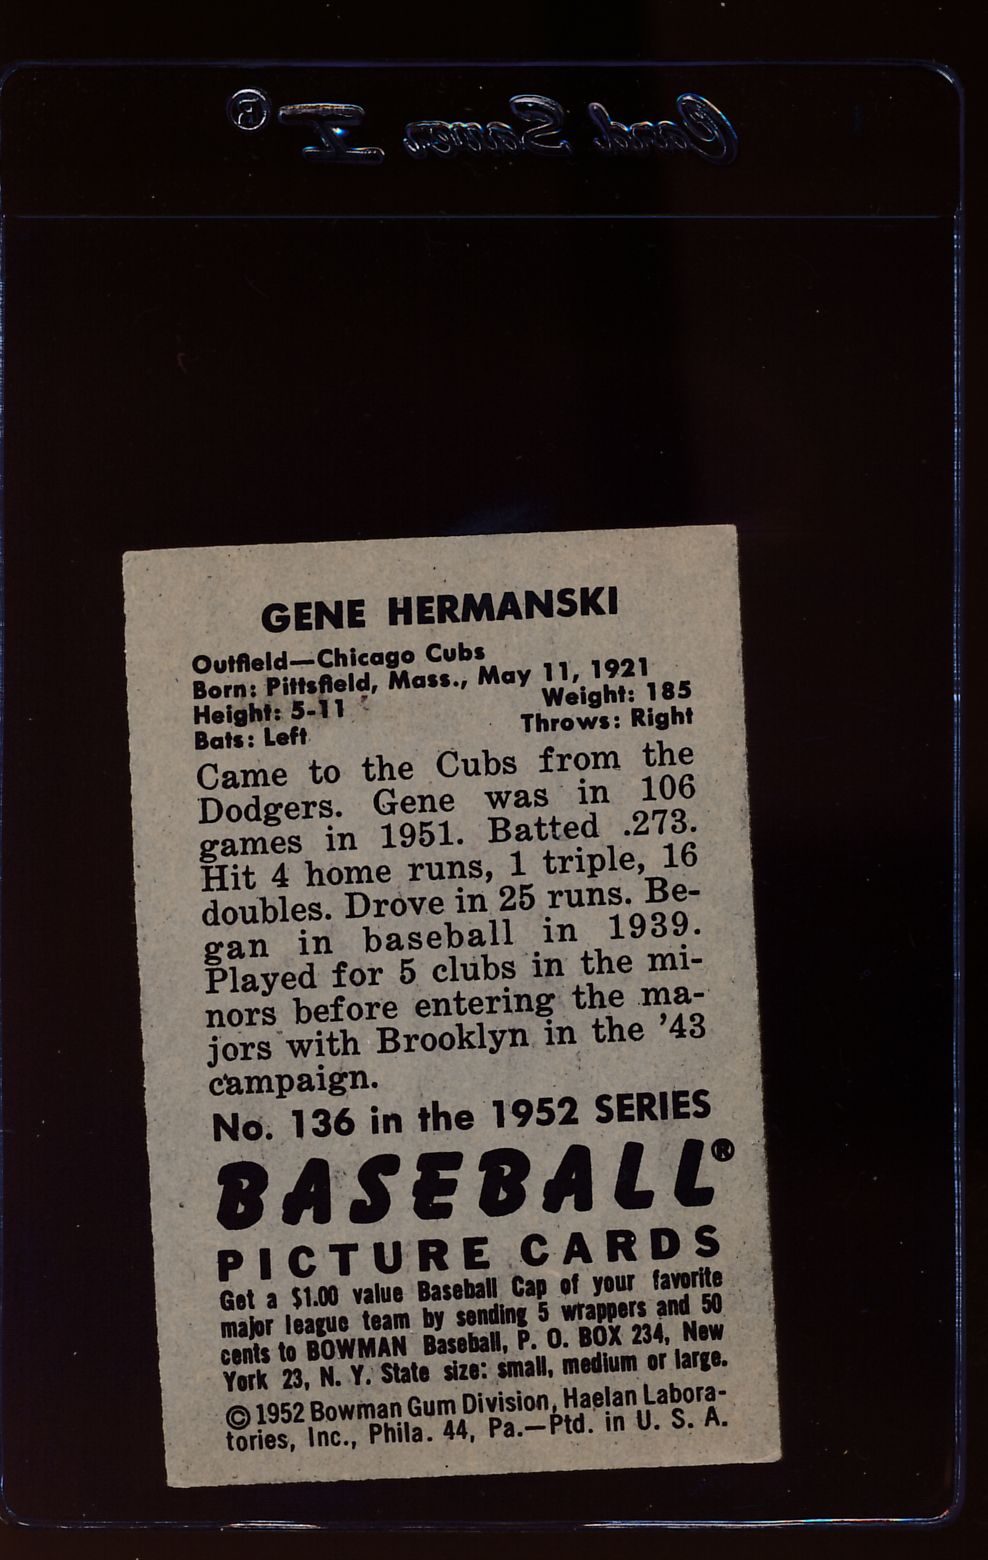 Card Saver I ®
GENE HERMANSKI
Outfield—Chicago Cubs
Born: Pittsfield, Mass., May 11, 1921
Height: 5-11 Weight: 185
Bats: Left Throws: Right
Came to the Cubs from the
Dodgers. Gene was in 106
games in 1951. Batted .273.
Hit 4 home runs, 1 triple, 16
doubles. Drove in 25 runs. Be-
gan in baseball in 1939.
Played for 5 clubs in the mi-
nors before entering the ma-
jors with Brooklyn in the ’43
campaign.
No. 136 in the 1952 SERIES
BASEBALL®
PICTURE CARDS
Get a $1.00 value Baseball Cap of your favorite
major league team by sending 5 wrappers and 50
cents to BOWMAN Baseball, P. O. BOX 234, New
York 23, N. Y. State size: small, medium or large.
© 1952 Bowman Gum Division, Haelan Labora-
tories, Inc., Phila. 44, Pa.—Ptd. in U. S. A.